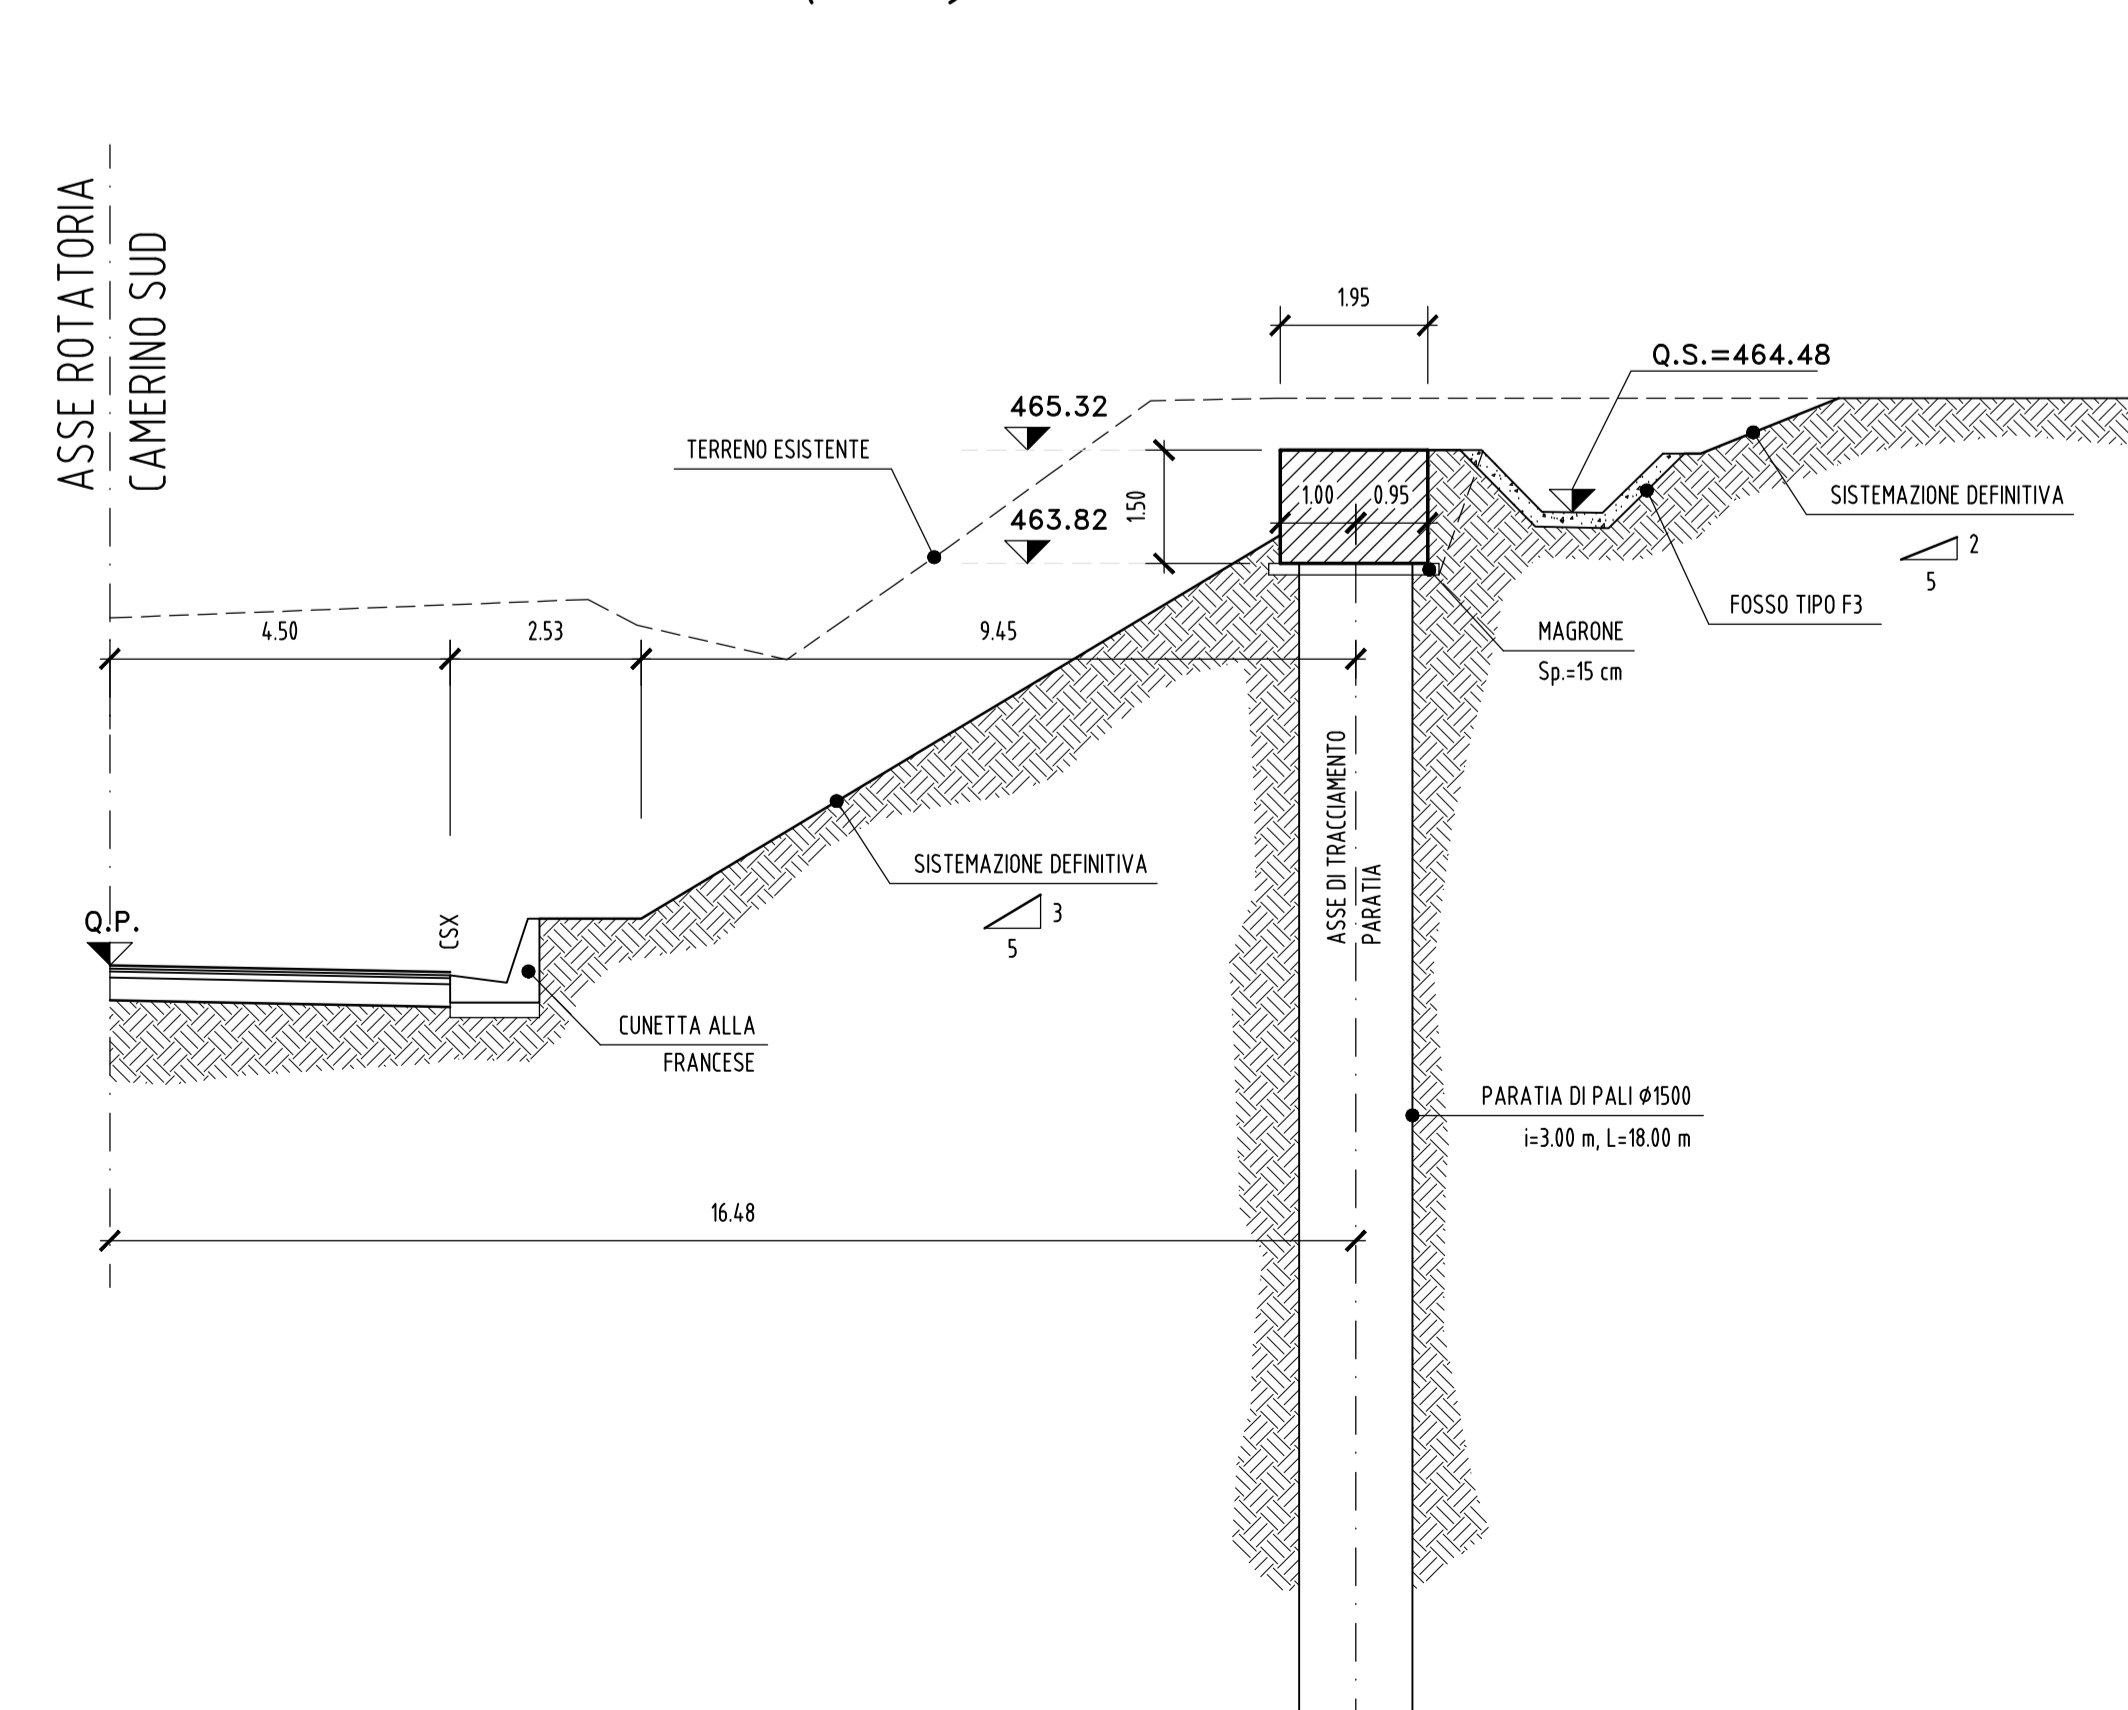 ASSE ROTATORIA
CAMERINO SUD
1.95
Q.S.=464.48
465.32
TERRENO ESISTENTE
1.00
0.95
1.50
SISTEMAZIONE DEFINITIVA
463.82
2
5
FOSSO TIPO F3
4.50
2.53
9.45
MAGRONE
Sp.=15 cm
ASSE DI TRACCIAMENTO
PARATIA
SISTEMAZIONE DEFINITIVA
3
5
Q.P.
CSX
CUNETTA ALLA
FRANCESE
PARATIA DI PALI ϕ1500
i=3.00 m, L=18.00 m
16.48